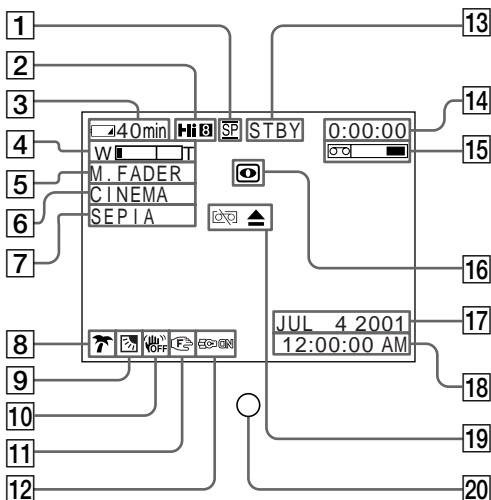 1
2
3
4
5
6
7
8
9
10
11
12
13
14
15
16
17
18
19
20
40min Hi8 SP STBY 0:00:00
W T
M.FADER
CINEMA
SEPIA
JUL 4 2001
12:00:00 AM
OFF F ON